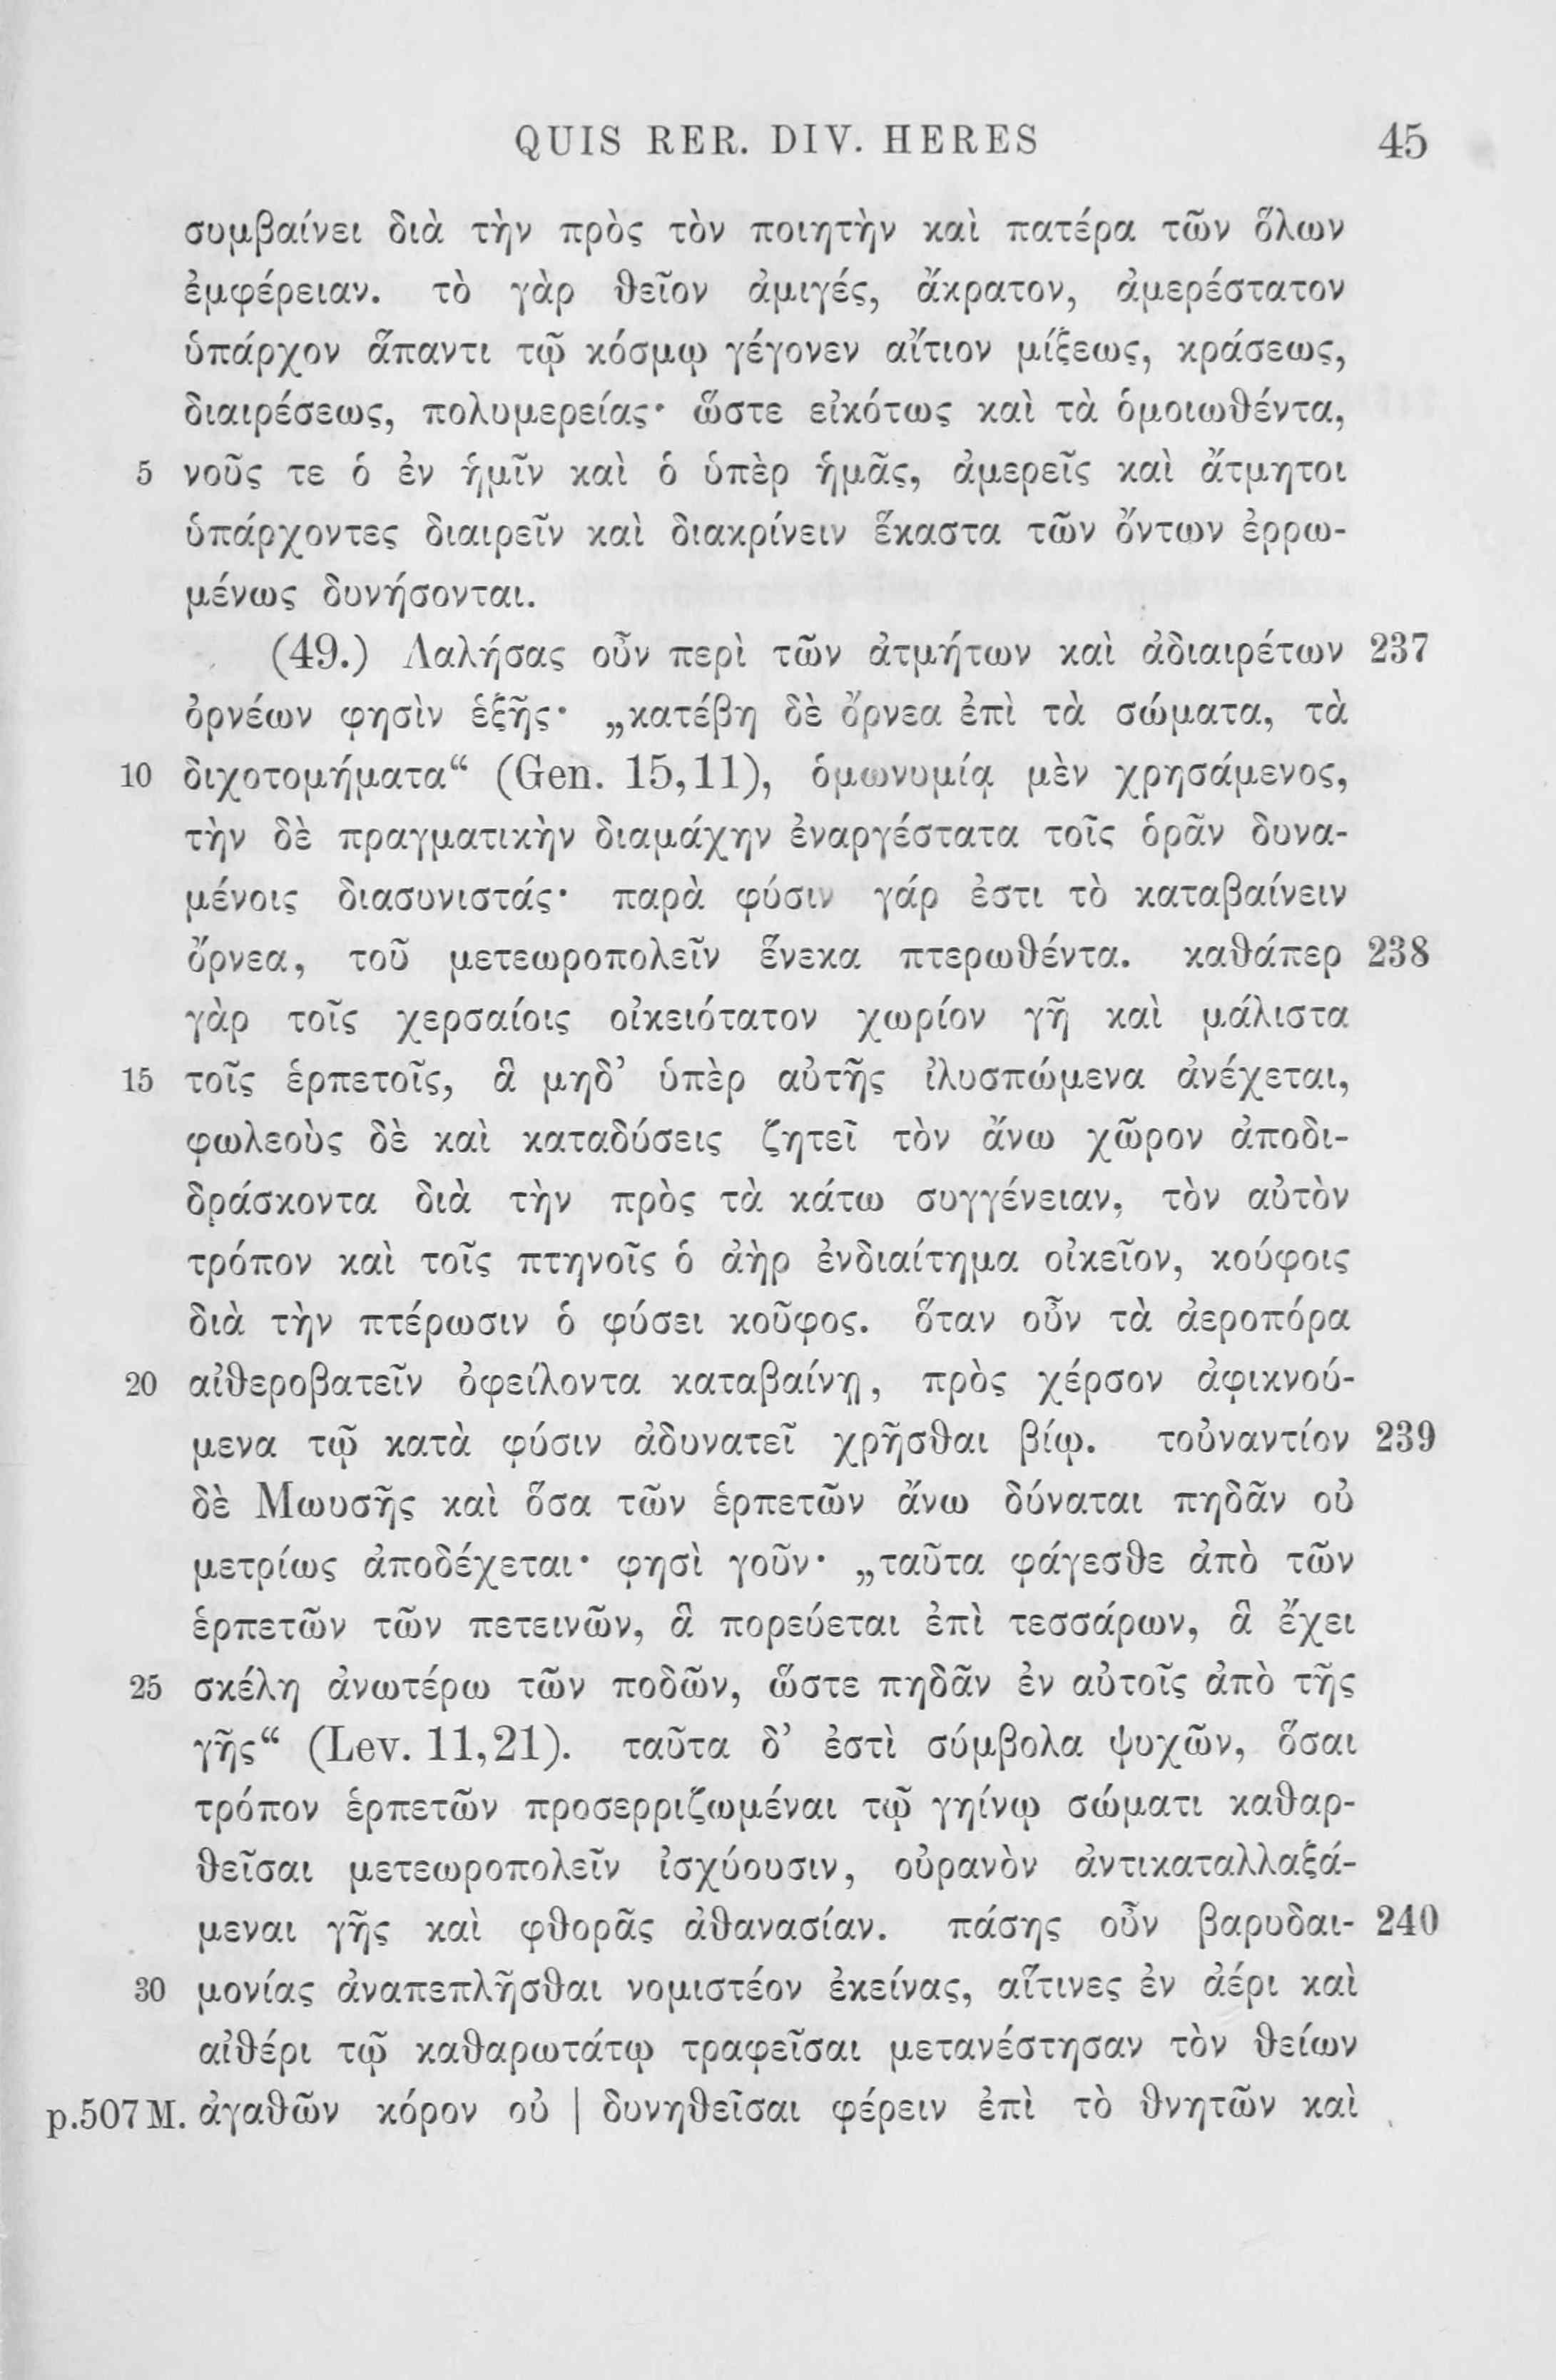 QUIS RER. DIV. HERES 45
συμβαίνει διὰ τὴν πρὸς τὸν ποιητὴν καὶ πατέρα τῶν ὅλων
ἐμφέρειαν. τὸ γὰρ θεῖον ἀμιγές, ἄκρατον, ἀμερέστατον
ὑπάρχον ἅπαντι τῷ κόσμῳ γέγονεν αἴτιον μίξεως, κράσεως,
διαιρέσεως, πολυμερείας· ὥστε εἰκότως καὶ τὰ ὁμοιωθέντα,
5 νοῦς τε ὁ ἐν ἡμῖν καὶ ὁ ὑπὲρ ἡμᾶς, ἀμερεῖς καὶ ἄτμητοι
ὑπάρχοντες διαιρεῖν καὶ διακρίνειν ἕκαστα τῶν ὄντων ἐρρω-
μένως δυνήσονται.
(49.) Λαλήσας οὖν περὶ τῶν ἀτμήτων καὶ ἀδιαιρέτων 237
ὀρνέων φησὶν ἑξῆς· „κατέβη δὲ ὄρνεα ἐπὶ τὰ σώματα, τὰ
10 διχοτομήματα“ (Gen. 15,11), ὁμωνυμίᾳ μὲν χρησάμενος,
τὴν δὲ πραγματικὴν διαμάχην ἐναργέστατα τοῖς ὁρᾶν δυνα-
μένοις διασυνιστάς· παρὰ φύσιν γάρ ἐστι τὸ καταβαίνειν
ὄρνεα, τοῦ μετεωροπολεῖν ἕνεκα πτερωθέντα. καθάπερ 238
γὰρ τοῖς χερσαίοις οἰκειότατον χωρίον γῆ καὶ μάλιστα
15 τοῖς ἑρπετοῖς, ἃ μηδ’ ὑπὲρ αὐτῆς ἰλυσπώμενα ἀνέχεται,
φωλεοὺς δὲ καὶ καταδύσεις ζητεῖ τὸν ἄνω χῶρον ἀποδι-
δράσκοντα διὰ τὴν πρὸς τὰ κάτω συγγένειαν, τὸν αὐτὸν
τρόπον καὶ τοῖς πτηνοῖς ὁ ἀὴρ ἐνδιαίτημα οἰκεῖον, κούφοις
διὰ τὴν πτέρωσιν ὁ φύσει κοῦφος. ὅταν οὖν τὰ ἀεροπόρα
20 αἰθεροβατεῖν ὀφείλοντα καταβαίνῃ, πρὸς χέρσον ἀφικνού-
μενα τῷ κατὰ φύσιν ἀδυνατεῖ χρῆσθαι βίῳ. τοὐναντίον 239
δὲ Μωυσῆς καὶ ὅσα τῶν ἑρπετῶν ἄνω δύναται πηδᾶν οὐ
μετρίως ἀποδέχεται· φησὶ γοῦν· „ταῦτα φάγεσθε ἀπὸ τῶν
ἑρπετῶν τῶν πετεινῶν, ἃ πορεύεται ἐπὶ τεσσάρων, ἃ ἔχει
25 σκέλη ἀνωτέρω τῶν ποδῶν, ὥστε πηδᾶν ἐν αὐτοῖς ἀπὸ τῆς
γῆς“ (Lev. 11,21). ταῦτα δ’ ἐστὶ σύμβολα ψυχῶν, ὅσαι
τρόπον ἑρπετῶν προσερριζωμέναι τῷ γηίνῳ σώματι καθαρ-
θεῖσαι μετεωροπολεῖν ἰσχύουσιν, οὐρανὸν ἀντικαταλλαξά-
μεναι γῆς καὶ φθορᾶς ἀθανασίαν. πάσης οὖν βαρυδαι- 240
30 μονίας ἀναπεπλῆσθαι νομιστέον ἐκείνας, αἵτινες ἐν ἀέρι καὶ
αἰθέρι τῷ καθαρωτάτῳ τραφεῖσαι μετανέστησαν τὸν θείων
p.507 M. ἀγαθῶν κόρον οὐ | δυνηθεῖσαι φέρειν ἐπὶ τὸ θνητῶν καὶ